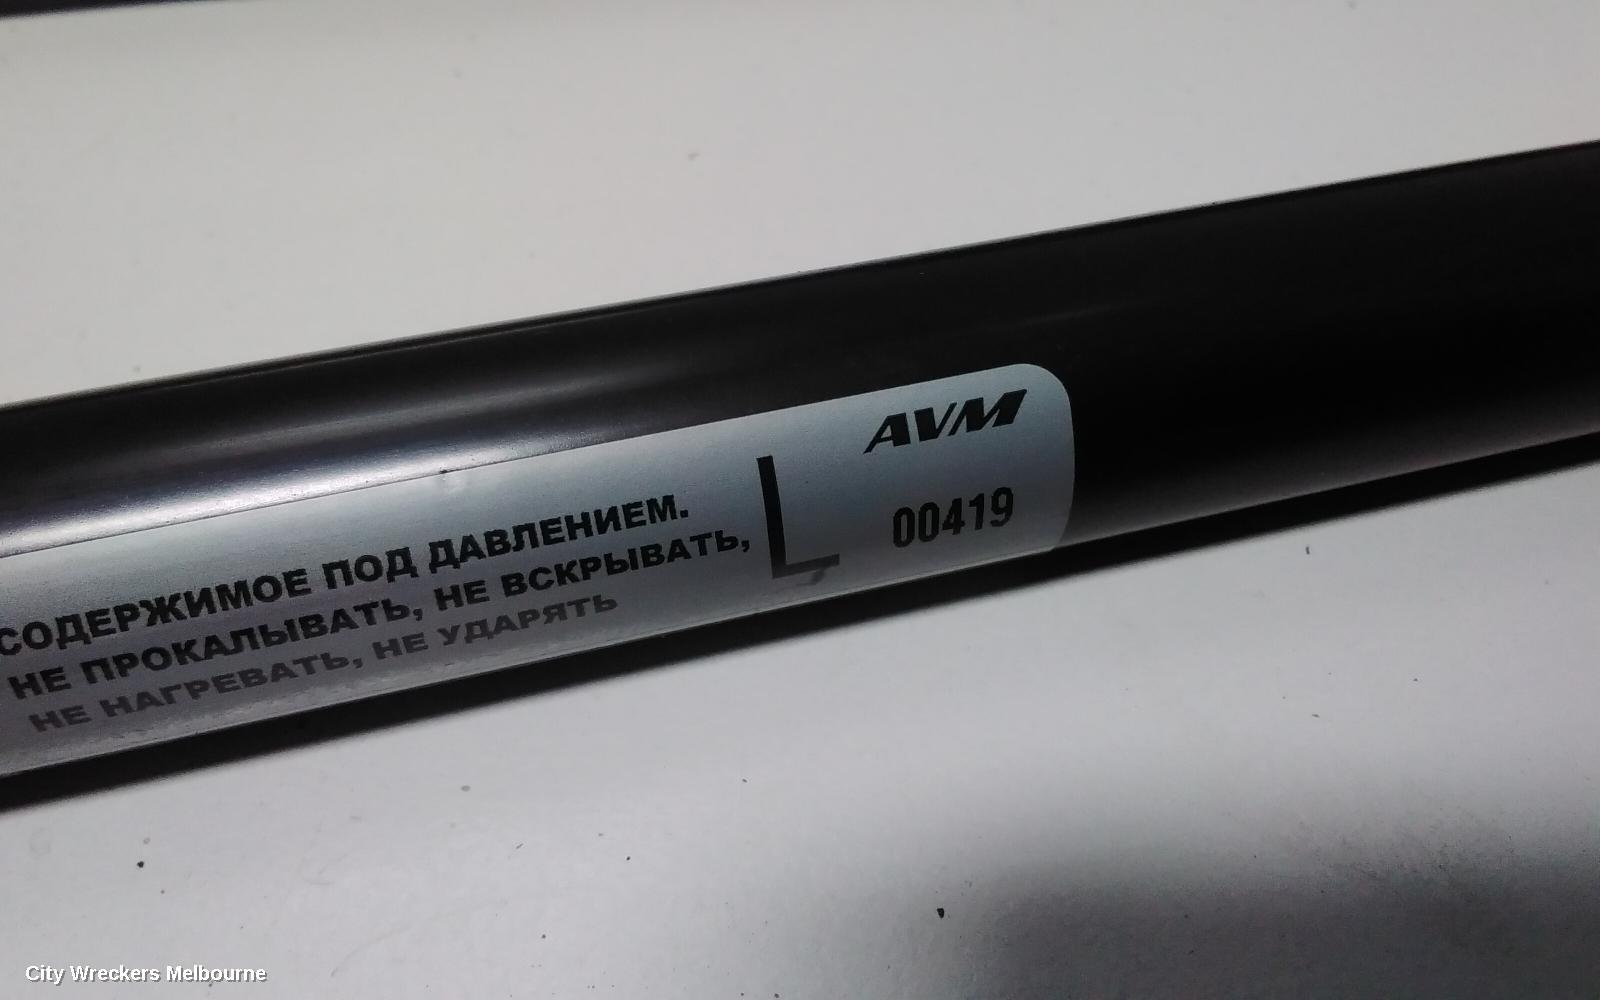 СОДЕРЖИМОЕ ПОД ДАВЛЕНИЕМ.
НЕ ПРОКАЛЫВАТЬ, НЕ ВСКРЫВАТЬ,
НЕ НАГРЕВАТЬ, НЕ УДАРЯТЬ
L
AVM
00419
City Wreckers Melbourne